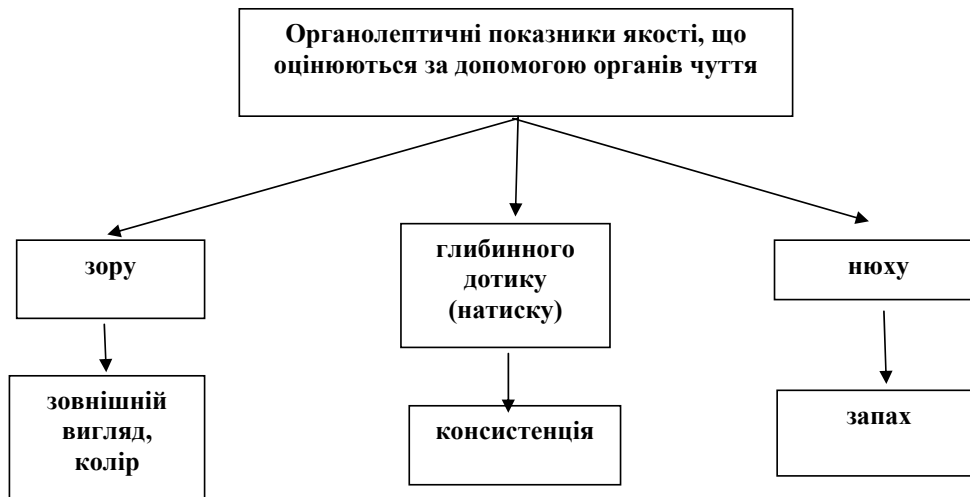 Органолептичні показники якості, що
оцінюються за допомогою органів чуття
зору
глибинного
дотику
(натиску)
нюху
зовнішній
вигляд,
колір
консистенція
запах